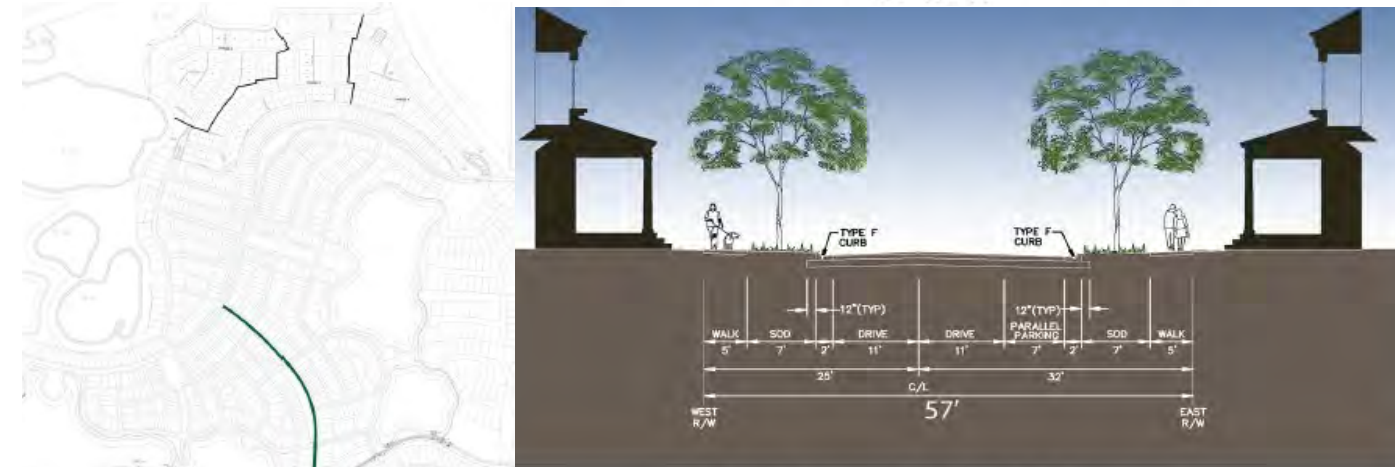 TYPE F
CURB
TYPE F
CURB
12"(TYP)
12"(TYP)
WALK
SOD
DRIVE
DRIVE
PARALLEL
PARKING
SOD
WALK
5'
7'
2'
11'
11'
7'
2'
7'
5'
25'
32'
C/L
57'
WEST
R/W
EAST
R/W